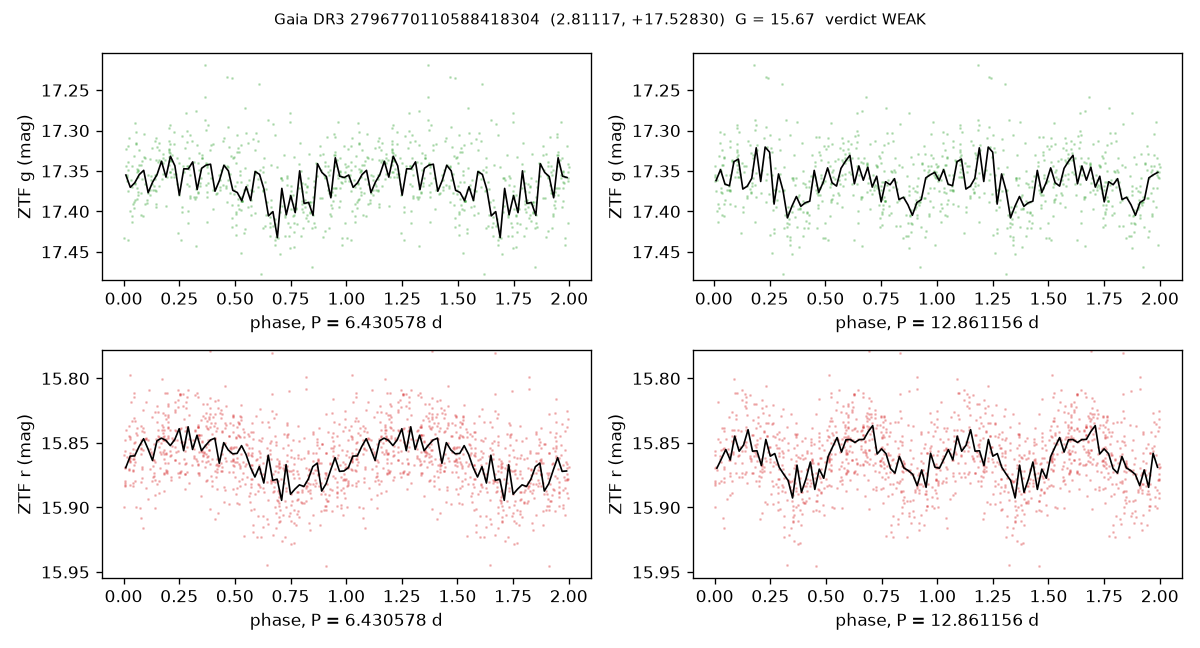 Gaia DR3 2796770110588418304 (2.81117, +17.52830) G = 15.67 verdict WEAK
ZTF g (mag)
17.25
17.30
17.35
17.40
17.45
0.00 0.25 0.50 0.75 1.00 1.25 1.50 1.75 2.00
phase, P = 6.430578 d
ZTF g (mag)
17.25
17.30
17.35
17.40
17.45
0.00 0.25 0.50 0.75 1.00 1.25 1.50 1.75 2.00
phase, P = 12.861156 d
ZTF r (mag)
15.80
15.85
15.90
15.95
0.00 0.25 0.50 0.75 1.00 1.25 1.50 1.75 2.00
phase, P = 6.430578 d
ZTF r (mag)
15.80
15.85
15.90
15.95
0.00 0.25 0.50 0.75 1.00 1.25 1.50 1.75 2.00
phase, P = 12.861156 d